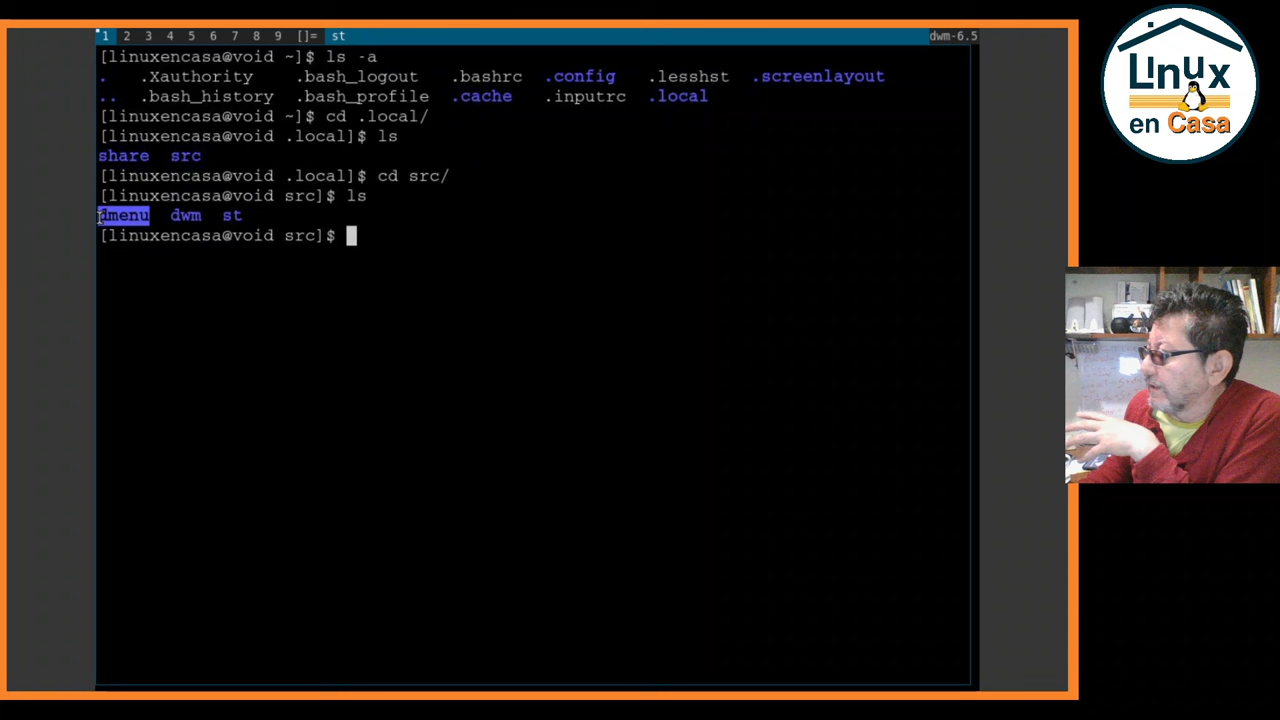 1 2 3 4 5 6 7 8 9 []= st dwm-6.5
[linuxencasa@void ~]$ ls -a
. .Xauthority .bash_logout .bashrc .config .lesshst .screenlayout
.. .bash_history .bash_profile .cache .inputrc .local
[linuxencasa@void ~]$ cd .local/
[linuxencasa@void .local]$ ls
share src
[linuxencasa@void .local]$ cd src/
[linuxencasa@void src]$ ls
dmenu dwm st
[linuxencasa@void src]$
Linux
en Casa